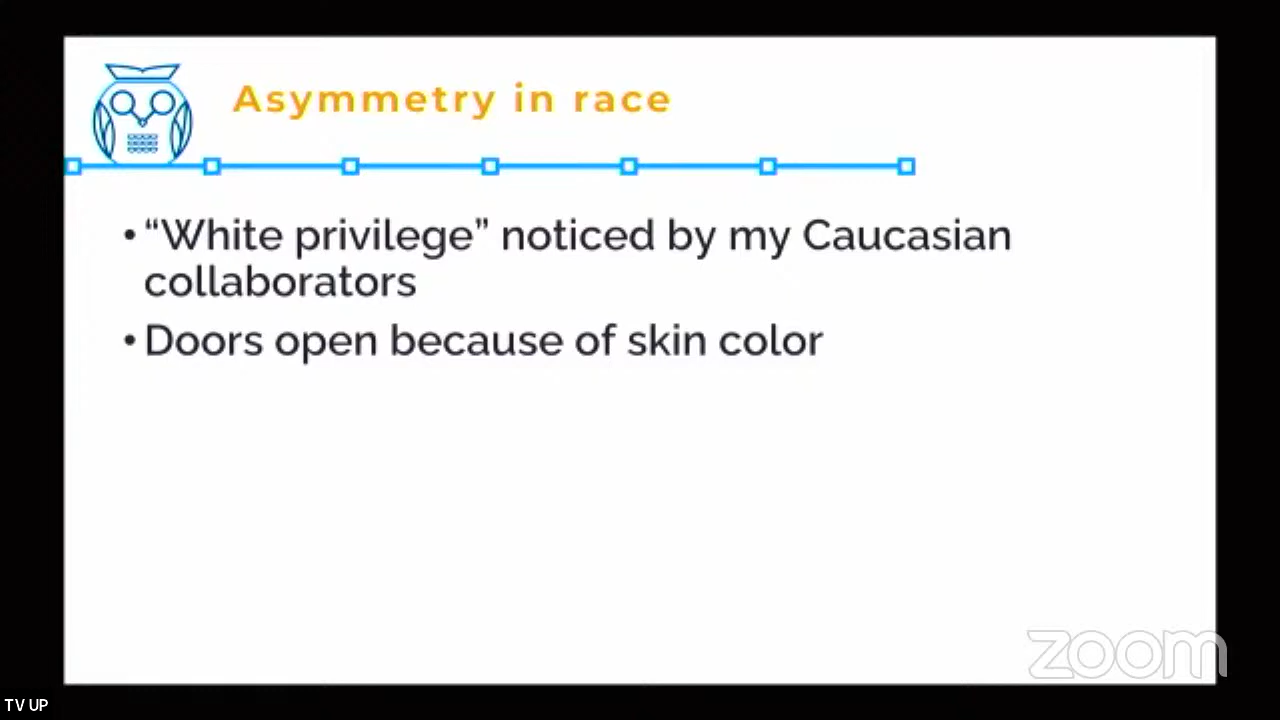 Asymmetry in race
• “White privilege” noticed by my Caucasian
collaborators
• Doors open because of skin color
zoom
TV UP